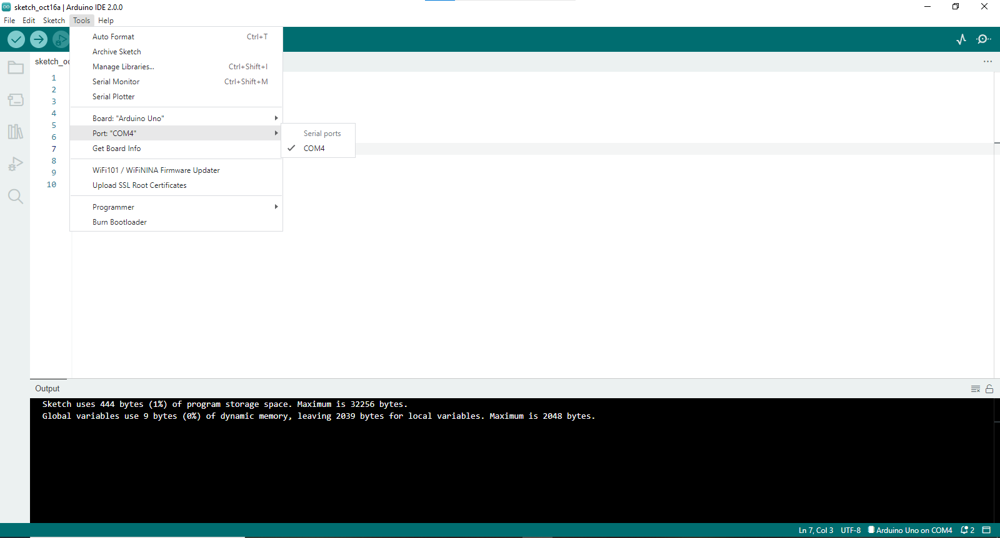 sketch_oct16a | Arduino IDE 2.0.0
File Edit Sketch Tools Help
Auto Format Ctrl+T
Archive Sketch
Manage Libraries... Ctrl+Shift+I
Serial Monitor Ctrl+Shift+M
Serial Plotter
Board: "Arduino Uno"
Port: "COM4"
Get Board Info
WiFi101 / WiFiNINA Firmware Updater
Upload SSL Root Certificates
Programmer
Burn Bootloader
Serial ports
COM4
sketch_oc
1
2
3
4
5
6
7
8
9
10
Output
Sketch uses 444 bytes (1%) of program storage space. Maximum is 32256 bytes.
Global variables use 9 bytes (0%) of dynamic memory, leaving 2039 bytes for local variables. Maximum is 2048 bytes.
Ln 7, Col 3 UTF-8 Arduino Uno on COM4 2